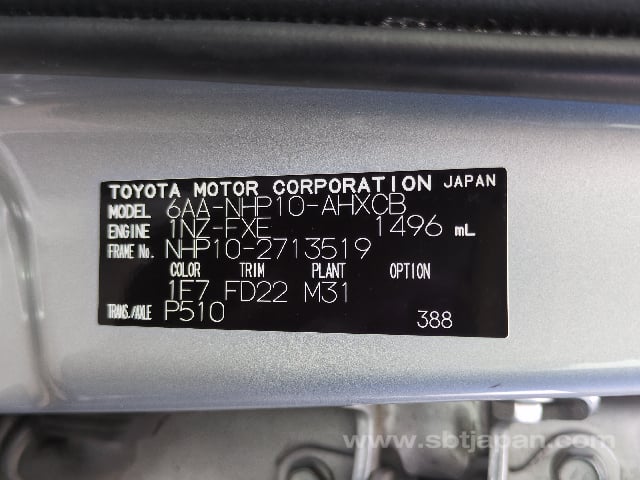 TOYOTA MOTOR CORPORATION JAPAN
MODEL 6AA-NHP10-AHXCB
ENGINE 1NZ-FXE 1496 mL
FRAME No. NHP10-2713519
COLOR TRIM PLANT OPTION
1F7 FD22 M31
TRANS./AXLE P510 388
www.sbtjapan.com